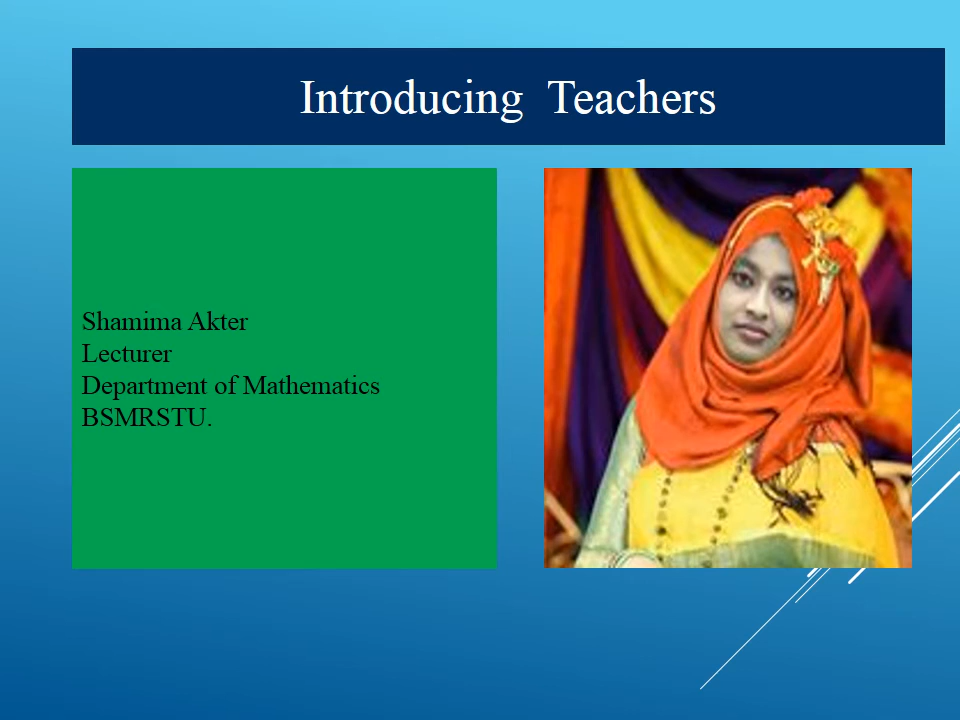 Introducing  Teachers
Shamima Akter
Lecturer
Department of Mathematics
BSMRSTU.